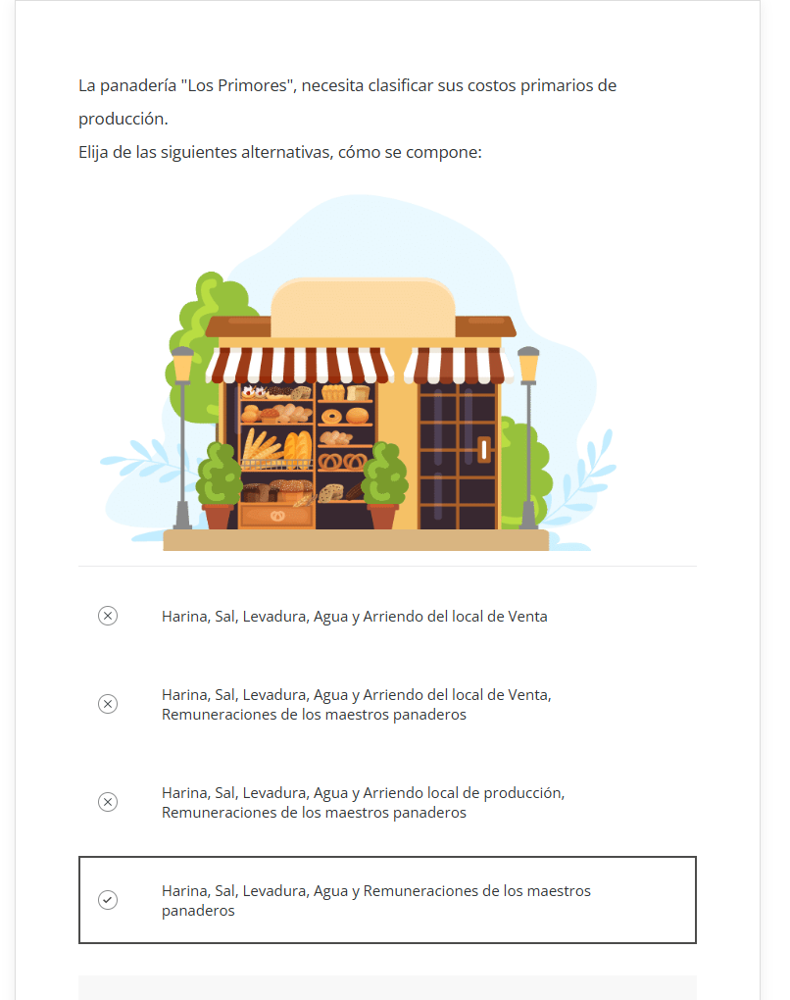 La panadería "Los Primores", necesita clasificar sus costos primarios de
producción.
Elija de las siguientes alternativas, cómo se compone:
Harina, Sal, Levadura, Agua y Arriendo del local de Venta
Harina, Sal, Levadura, Agua y Arriendo del local de Venta,
Remuneraciones de los maestros panaderos
Harina, Sal, Levadura, Agua y Arriendo local de producción,
Remuneraciones de los maestros panaderos
Harina, Sal, Levadura, Agua y Remuneraciones de los maestros
panaderos